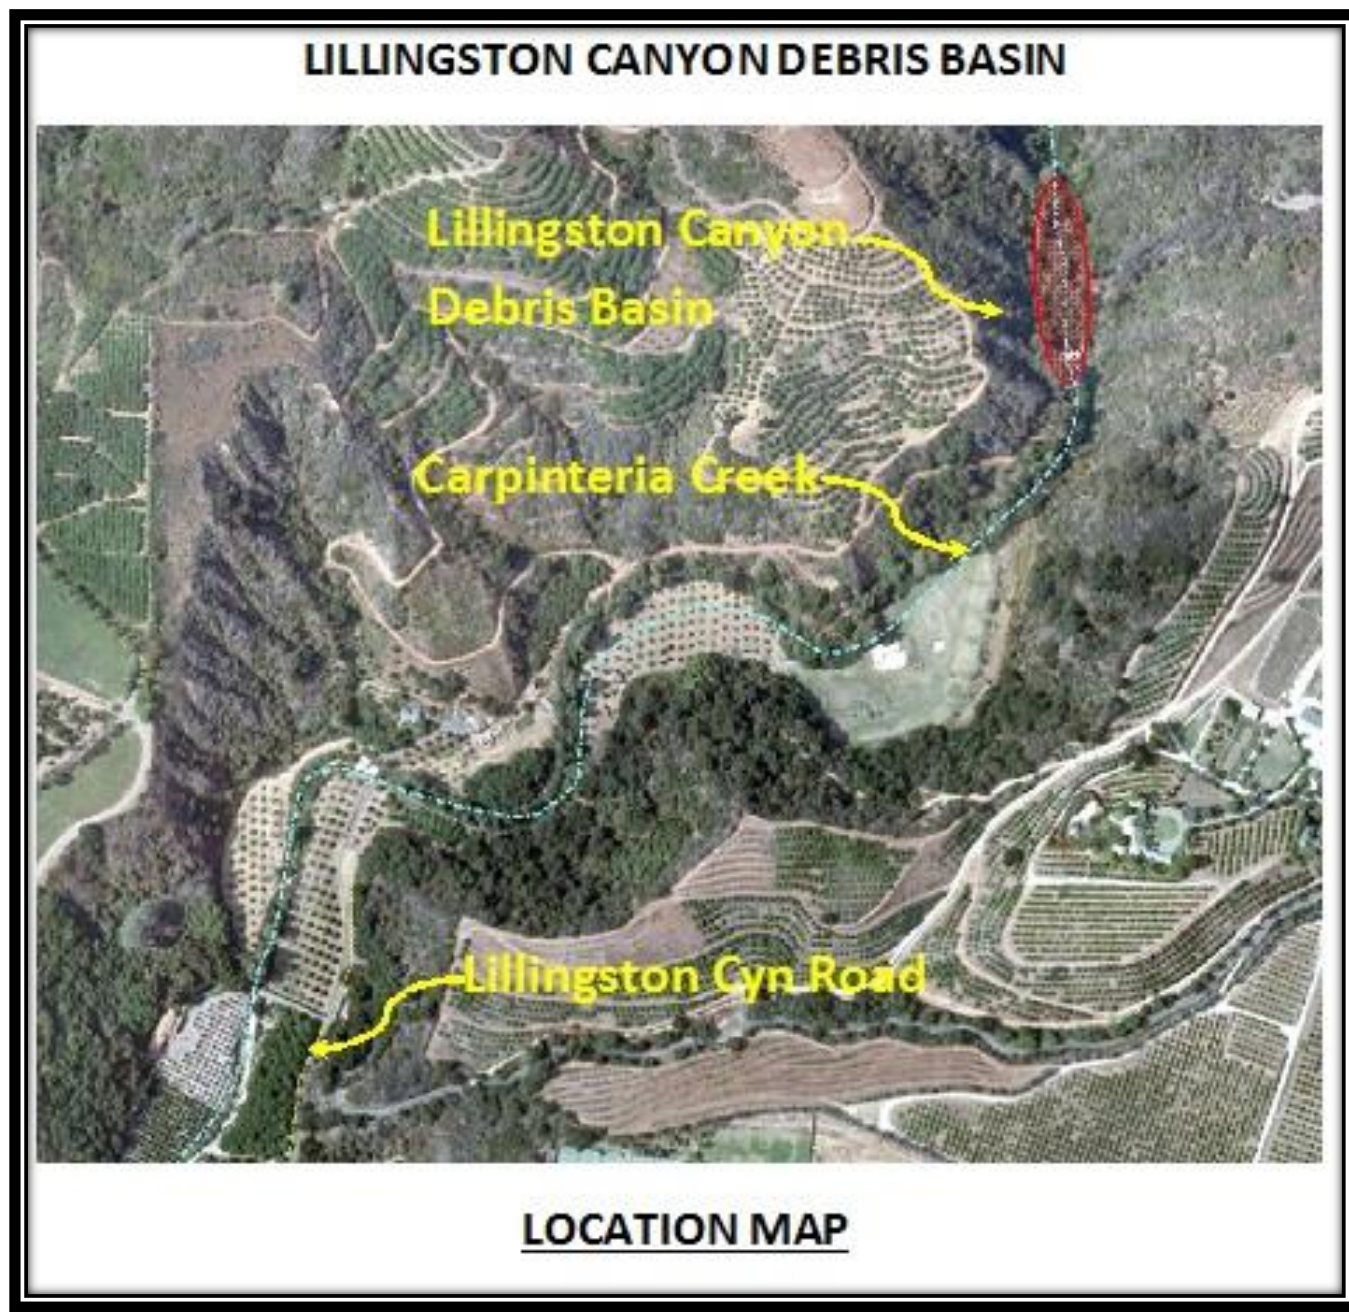 LILLINGSTON CANYON DEBRIS BASIN
Lillingston Canyon
Debris Basin
Carpinteria Creek
Lillingston Cyn Road
LOCATION MAP